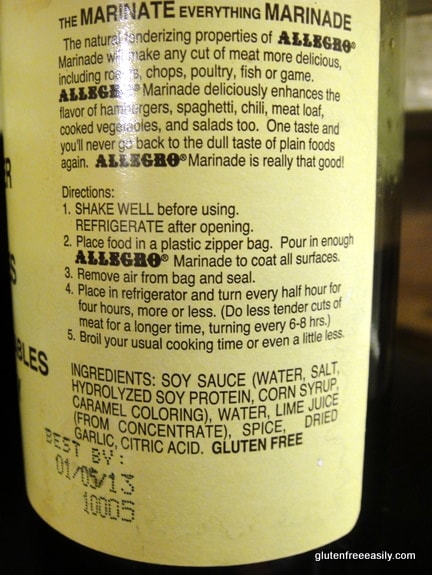 THE MARINATE EVERYTHING MARINADE
The natural tenderizing properties of ALLEGRO®
Marinade will make any cut of meat more delicious,
including roasts, chops, poultry, fish or game.
ALLEGRO® Marinade deliciously enhances the
flavor of hamburgers, spaghetti, chili, meat loaf,
cooked vegetables, and salads too. One taste and
you'll never go back to the dull taste of plain foods
again. ALLEGRO® Marinade is really that good!
Directions:
1. SHAKE WELL before using.
REFRIGERATE after opening.
2. Place food in a plastic zipper bag. Pour in enough
ALLEGRO® Marinade to coat all surfaces.
3. Remove air from bag and seal.
4. Place in refrigerator and turn every half hour for
four hours, more or less. (Do less tender cuts of
meat for a longer time, turning every 6-8 hrs.)
5. Broil your usual cooking time or even a little less.
INGREDIENTS: SOY SAUCE (WATER, SALT,
HYDROLYZED SOY PROTEIN, CORN SYRUP,
CARAMEL COLORING), WATER, LIME JUICE
(FROM CONCENTRATE), SPICE, DRIED
GARLIC, CITRIC ACID. GLUTEN FREE
BEST BY:
01/05/13
10005
glutenfreeeasily.com